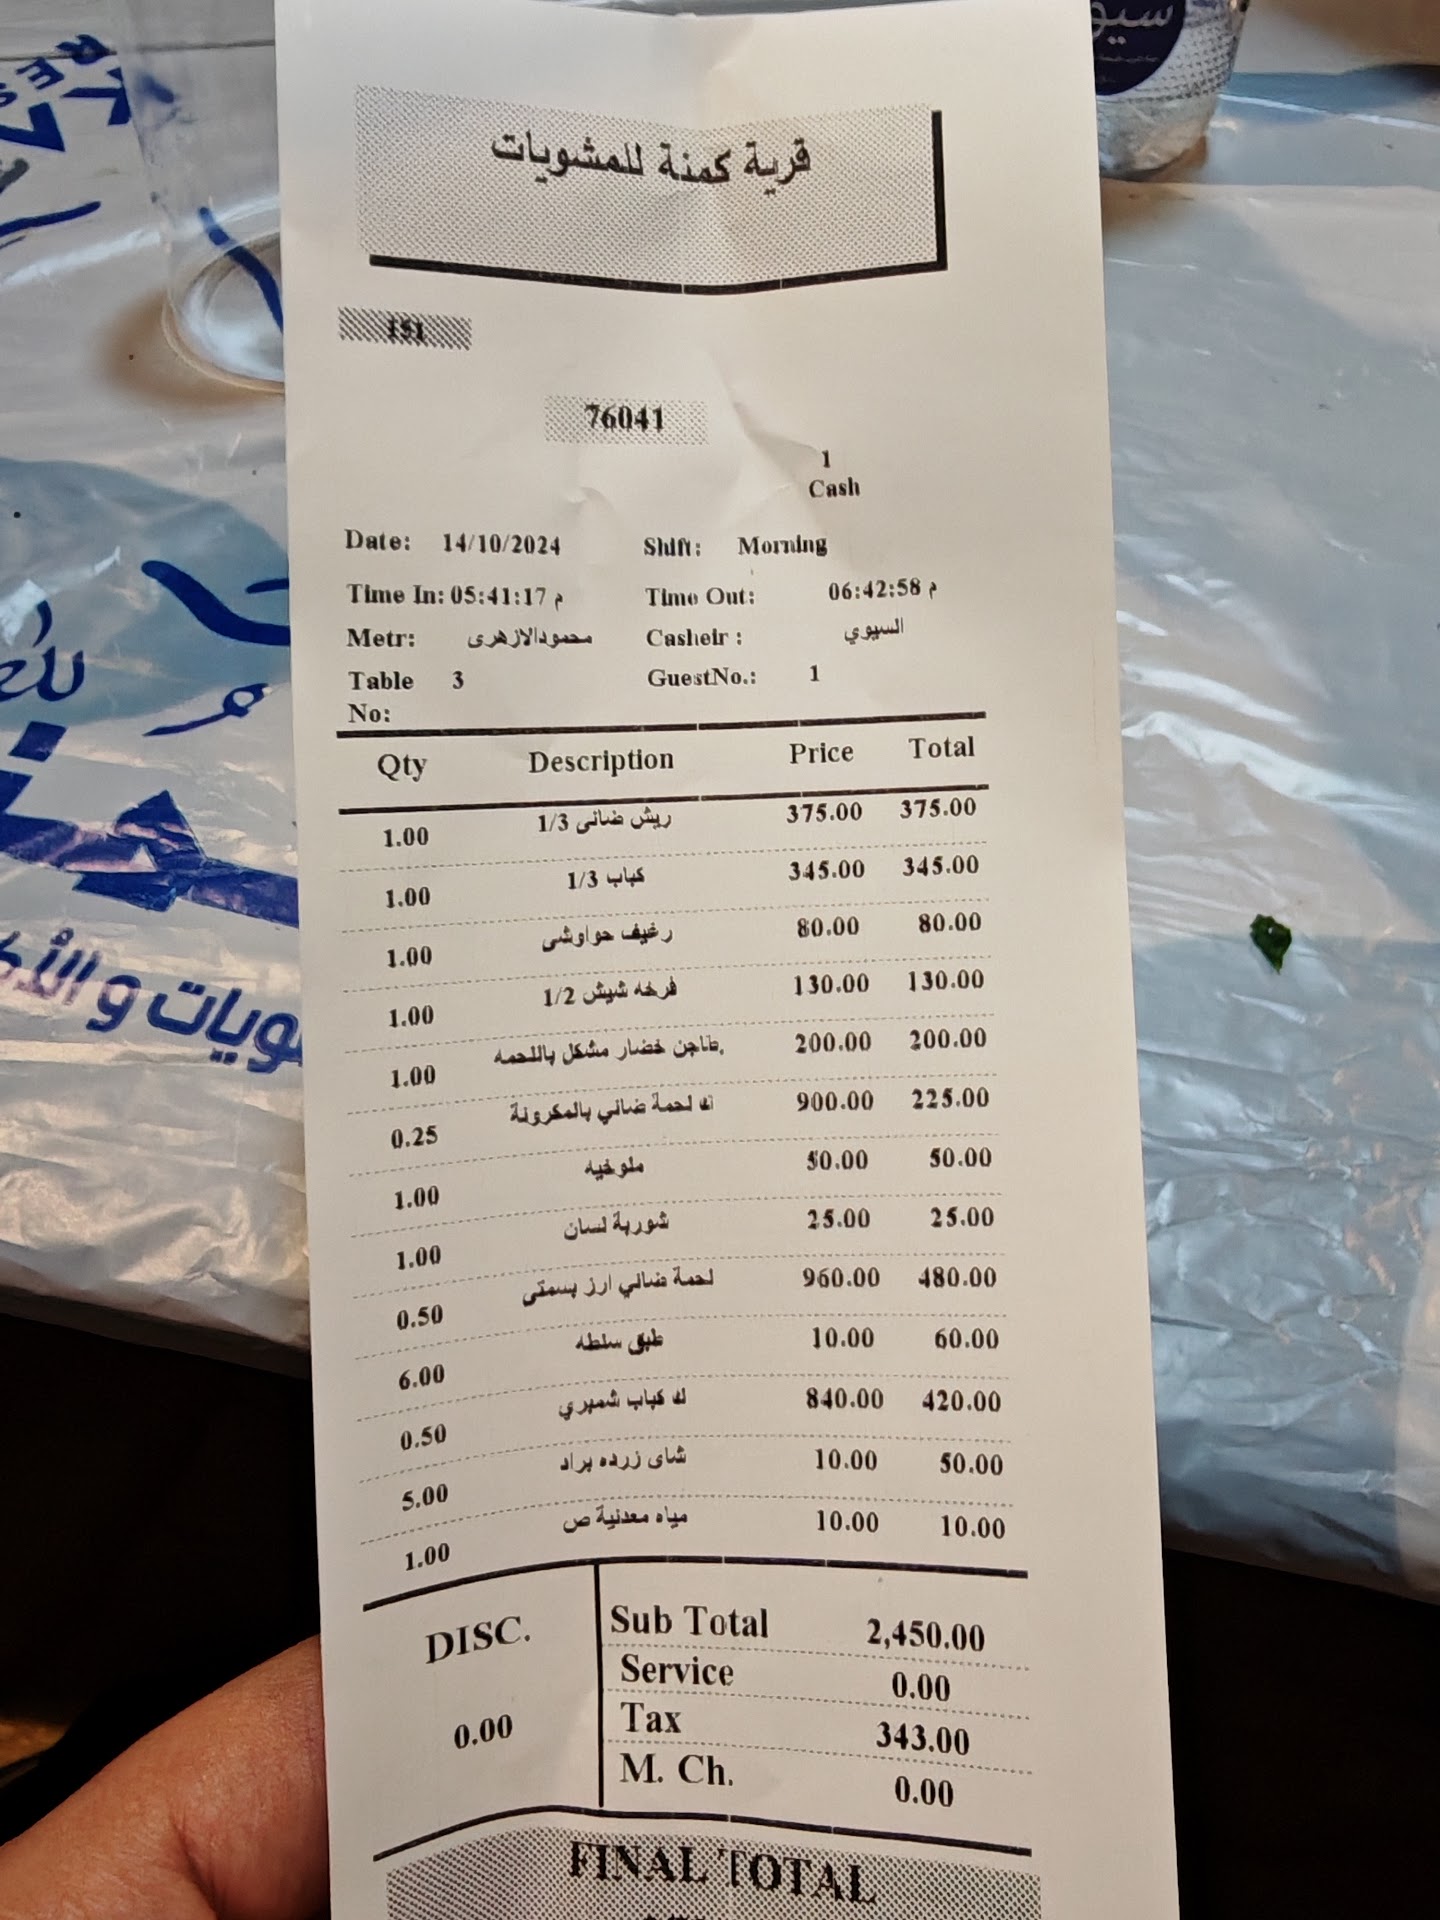 قرية كمنة للمشويات
151
76041
1
Cash
Date: 14/10/2024 Shift: Morning
Time In: 05:41:17 م Time Out: 06:42:58 م
Metr: محمودالازهرى Casheir : السيوي
Table No: 3 GuestNo.: 1
Qty Description Price Total
1.00 ريش ضانى 1/3 375.00 375.00
1.00 كباب 1/3 345.00 345.00
1.00 رغيف حواوشى 80.00 80.00
1.00 فرخه شيش 1/2 130.00 130.00
1.00 طاجن خضار مشكل باللحمه. 200.00 200.00
0.25 ك لحمة ضاني بالمكرونة 900.00 225.00
1.00 ملوخيه 50.00 50.00
1.00 شوربة لسان 25.00 25.00
0.50 لحمة ضاني ارز بسمتى 960.00 480.00
6.00 طبق سلطه 10.00 60.00
0.50 ك كباب شمبري 840.00 420.00
5.00 شاى زرده براد 10.00 50.00
1.00 مياه معدنية ص 10.00 10.00
DISC. 0.00
Sub Total 2,450.00
Service 0.00
Tax 343.00
M. Ch. 0.00
FINAL TOTAL